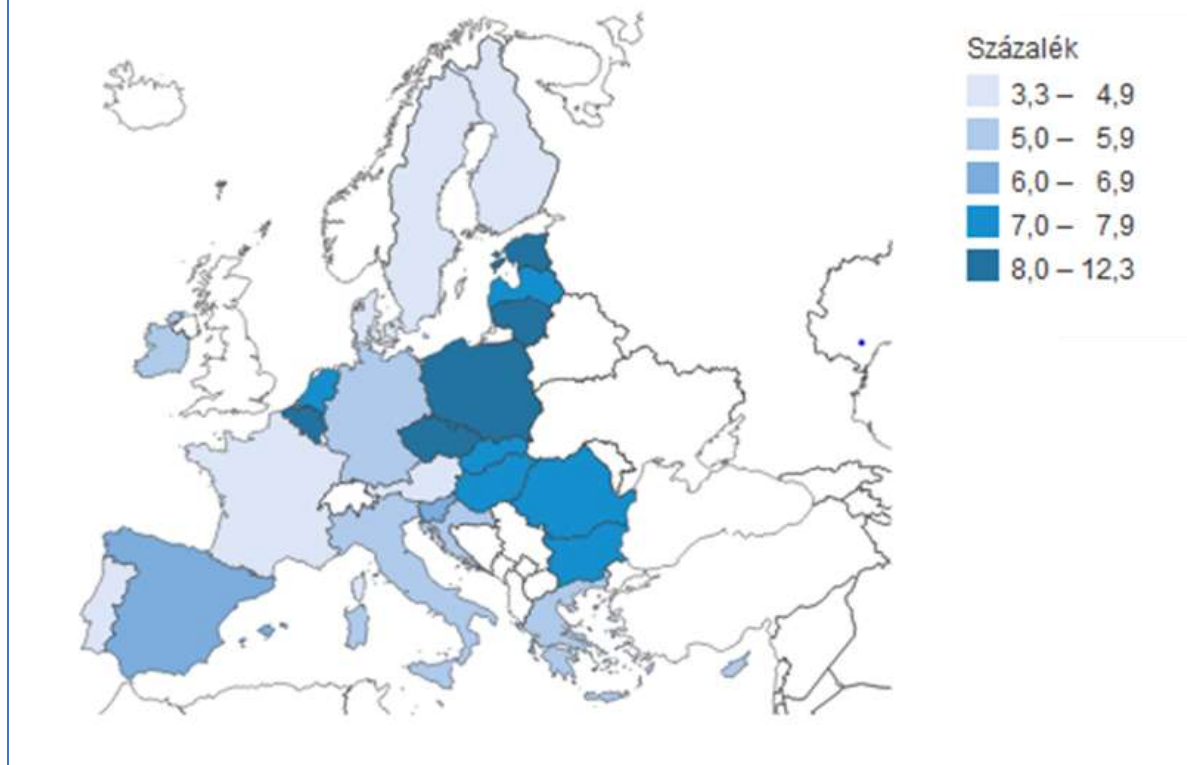 Százalék
3,3 – 4,9
5,0 – 5,9
6,0 – 6,9
7,0 – 7,9
8,0 – 12,3